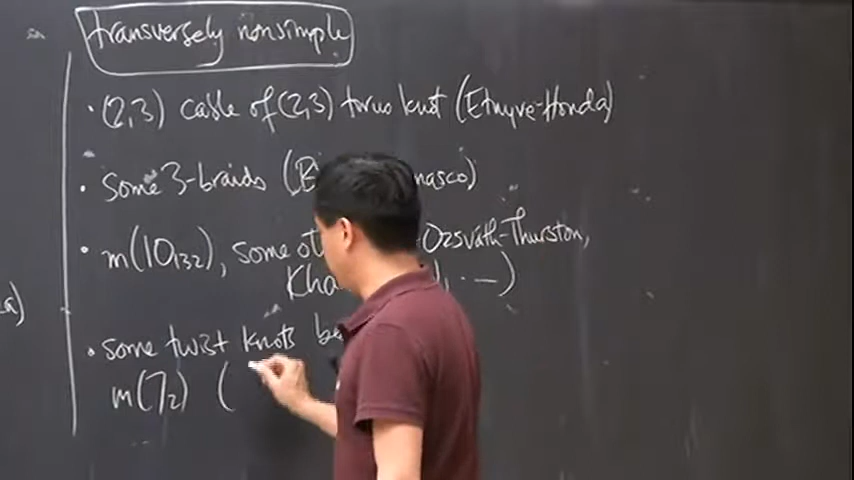 transversely nonsimple
• (2,3) cable of (2,3) torus knot (Etnyre-Honda)
• Some 3-braids (B nasco)
• m(10₁₃₂), some ot Ozsváth-Thurston,
Kha
a)
• some twist knots be
m(7₂) (